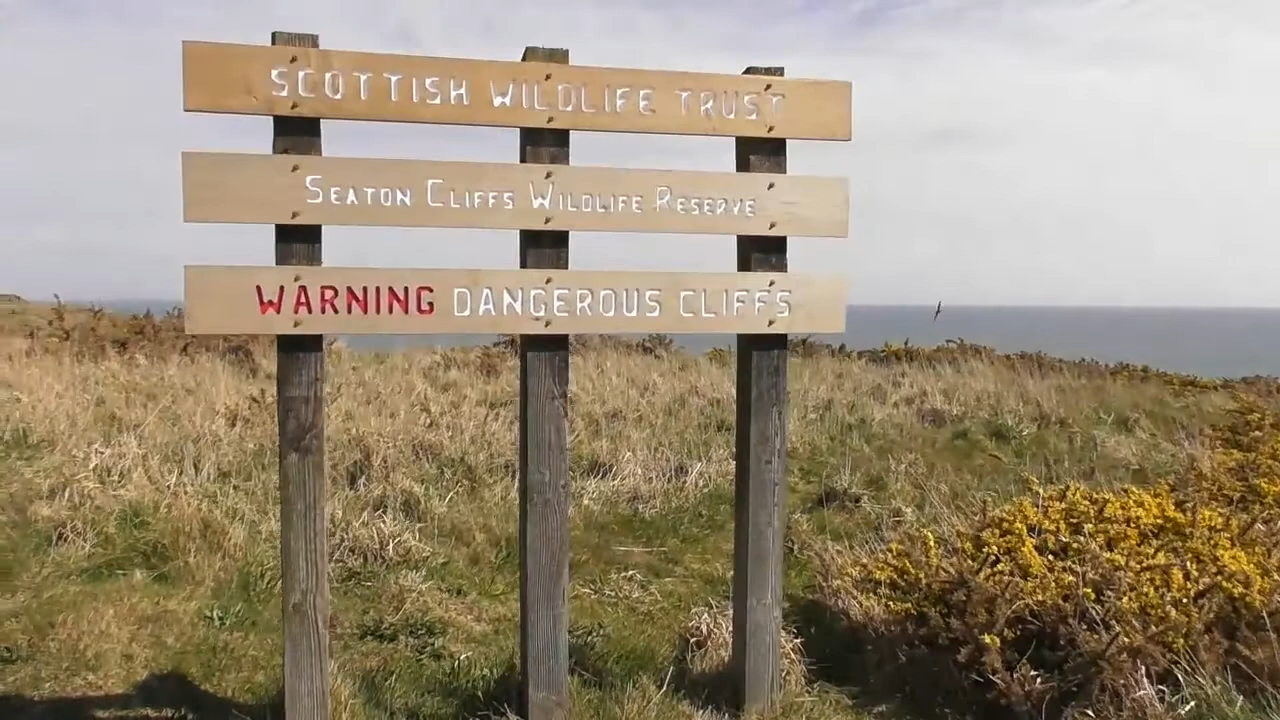 SCOTTISH WILDLIFE TRUST
SEATON CLIFFS WILDLIFE RESERVE
WARNING DANGEROUS CLIFFS